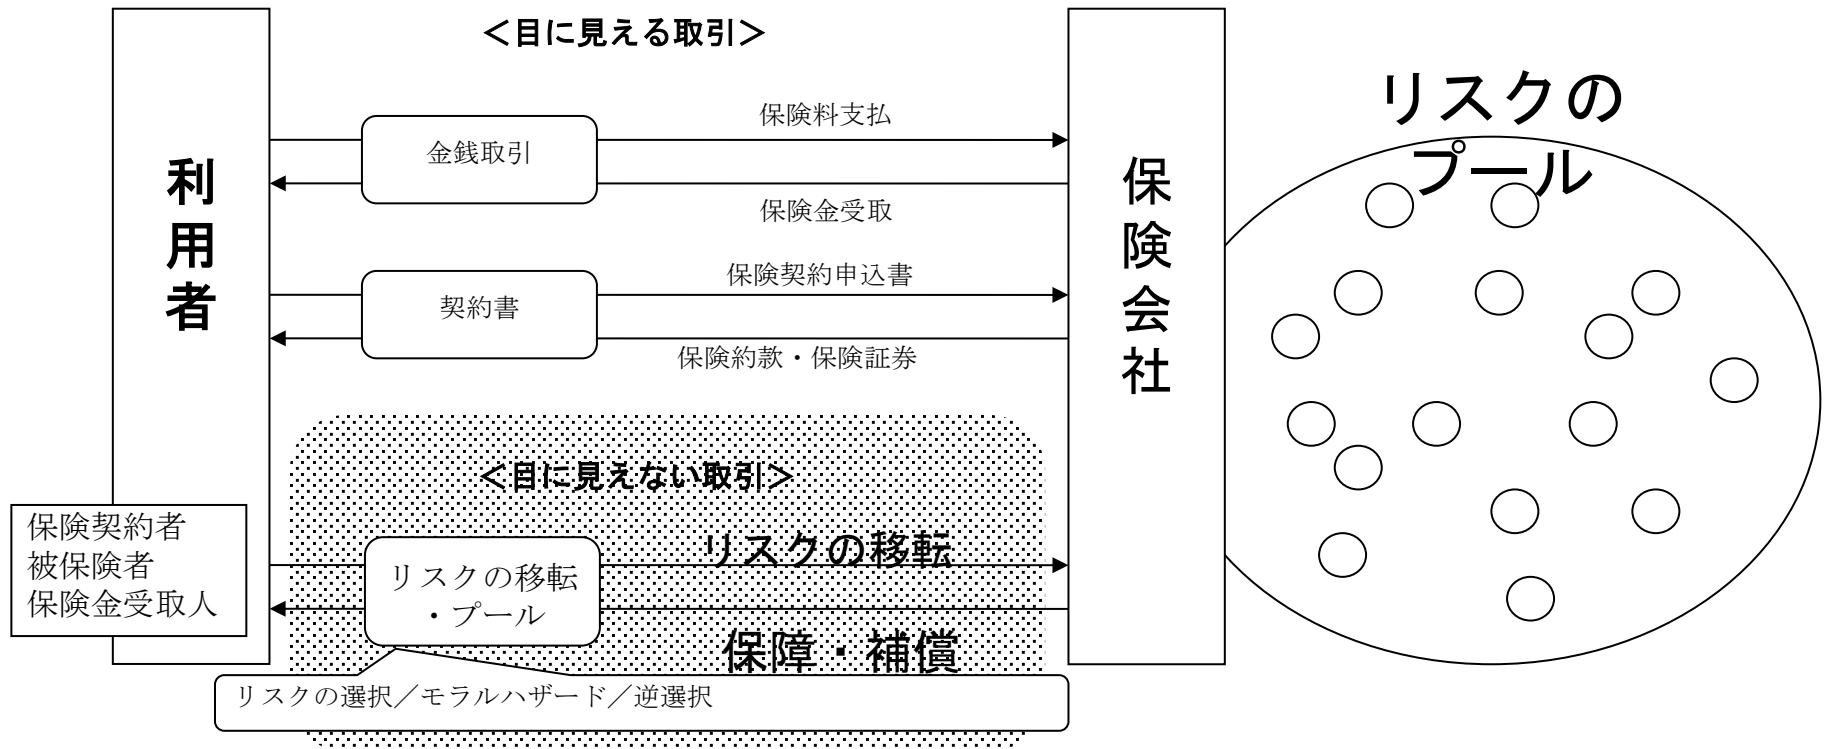 ＜目に見える取引＞
利用者
金銭取引
保険料支払
保険金受取
契約書
保険契約申込書
保険約款・保険証券
保険会社
リスクの
プール
＜目に見えない取引＞
保険契約者
被保険者
保険金受取人
リスクの移転
・プール
リスクの移転
保障・補償
リスクの選択／モラルハザード／逆選択